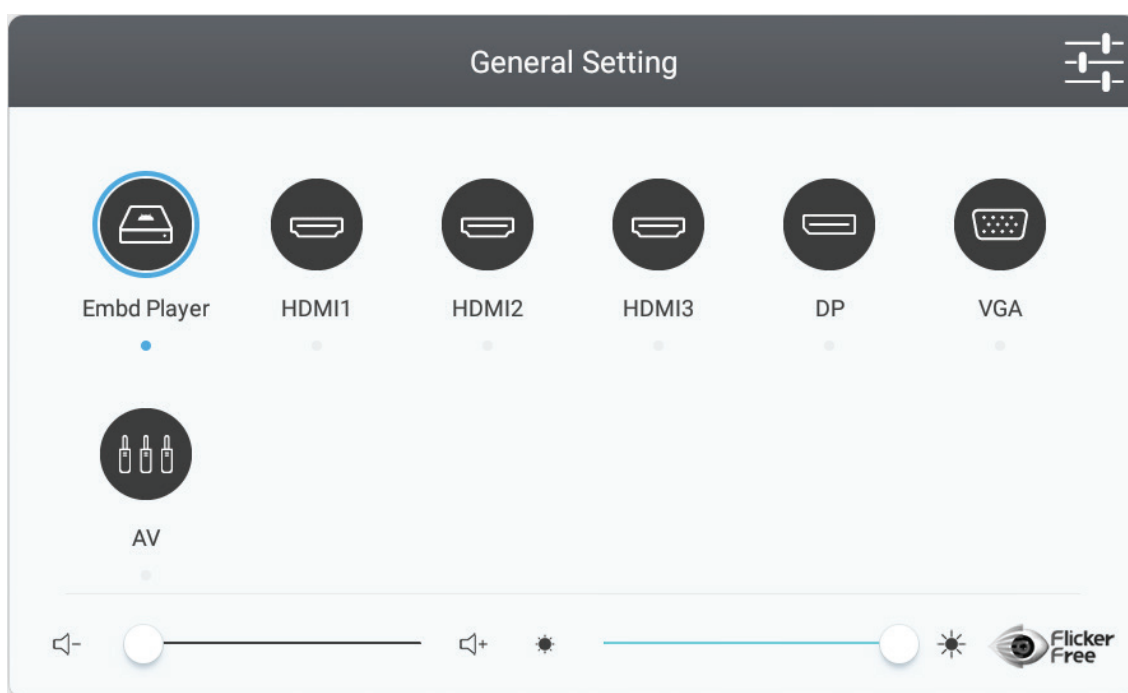 General Setting
Embd Player
HDMI1
HDMI2
HDMI3
DP
VGA
AV
Flicker
Free